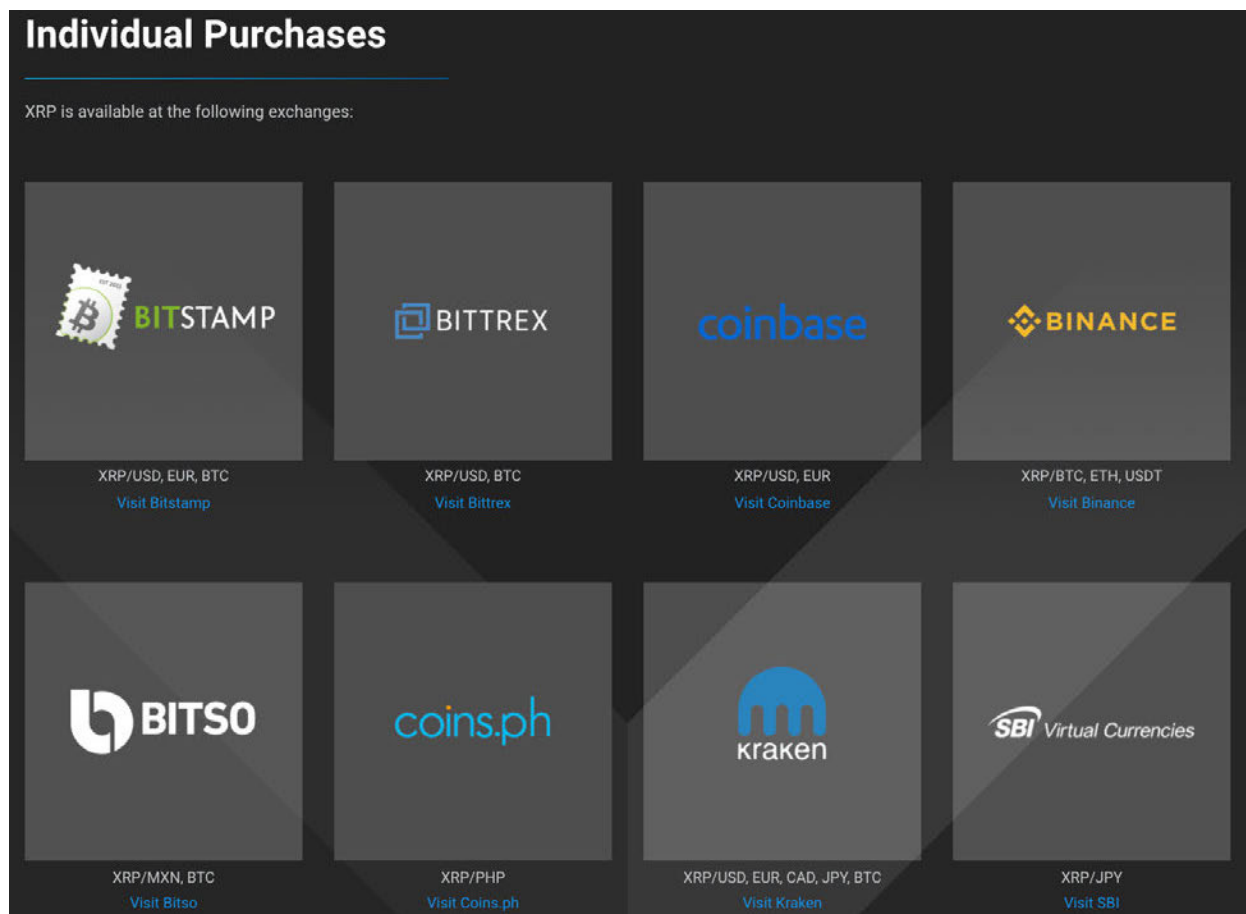 Individual Purchases
XRP is available at the following exchanges:
BITSTAMP
BITTREX
coinbase
BINANCE
XRP/USD, EUR, BTC
XRP/USD, BTC
XRP/USD, EUR
XRP/BTC, ETH, USDT
Visit Bitstamp
Visit Bittrex
Visit Coinbase
Visit Binance
BITSO
coins.ph
kraken
SBI Virtual Currencies
XRP/MXN, BTC
XRP/PHP
XRP/USD, EUR, CAD, JPY, BTC
XRP/JPY
Visit Bitso
Visit Coins.ph
Visit Kraken
Visit SBI